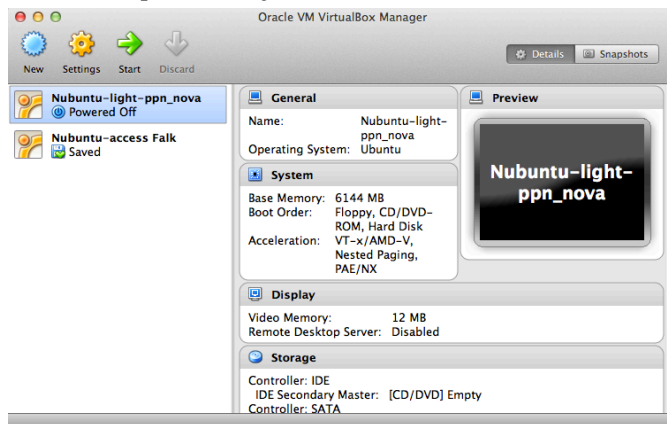 Oracle VM VirtualBox Manager
New Settings Start Discard
Details Snapshots
Nubuntu-light-ppn_nova
Powered Off
Nubuntu-access Falk
Saved
General
Name: Nubuntu-light-
ppn_nova
Operating System: Ubuntu
System
Base Memory: 6144 MB
Boot Order: Floppy, CD/DVD-
ROM, Hard Disk
Acceleration: VT-x/AMD-V,
Nested Paging,
PAE/NX
Preview
Nubuntu-light-
ppn_nova
Display
Video Memory: 12 MB
Remote Desktop Server: Disabled
Storage
Controller: IDE
IDE Secondary Master: [CD/DVD] Empty
Controller: SATA